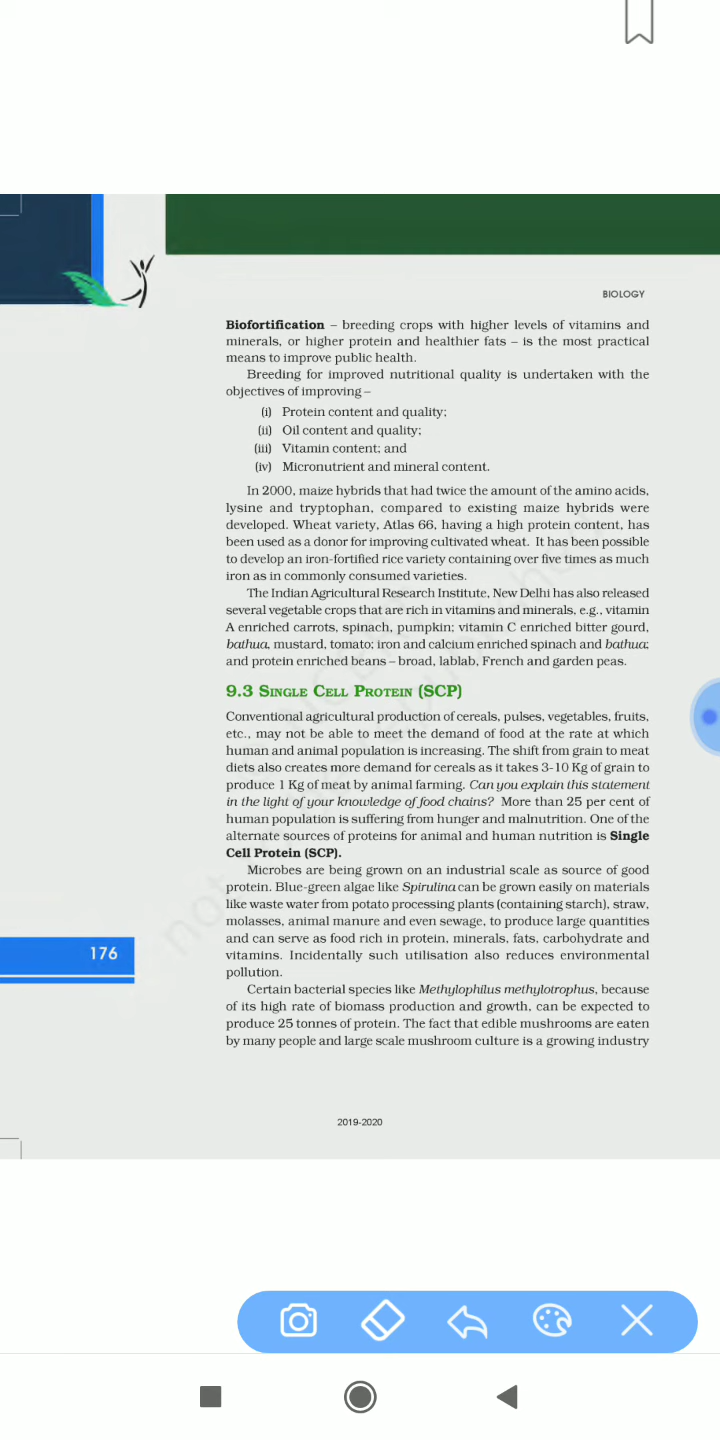 BIOLOGY
Biofortification – breeding crops with higher levels of vitamins and
minerals, or higher protein and healthier fats – is the most practical
means to improve public health.
Breeding for improved nutritional quality is undertaken with the
objectives of improving –
(i) Protein content and quality;
(ii) Oil content and quality;
(iii) Vitamin content; and
(iv) Micronutrient and mineral content.
In 2000, maize hybrids that had twice the amount of the amino acids,
lysine and tryptophan, compared to existing maize hybrids were
developed. Wheat variety, Atlas 66, having a high protein content, has
been used as a donor for improving cultivated wheat. It has been possible
to develop an iron-fortified rice variety containing over five times as much
iron as in commonly consumed varieties.
The Indian Agricultural Research Institute, New Delhi has also released
several vegetable crops that are rich in vitamins and minerals, e.g., vitamin
A enriched carrots, spinach, pumpkin; vitamin C enriched bitter gourd,
bathua, mustard, tomato; iron and calcium enriched spinach and bathua;
and protein enriched beans – broad, lablab, French and garden peas.
9.3 SINGLE CELL PROTEIN (SCP)
Conventional agricultural production of cereals, pulses, vegetables, fruits,
etc., may not be able to meet the demand of food at the rate at which
human and animal population is increasing. The shift from grain to meat
diets also creates more demand for cereals as it takes 3-10 Kg of grain to
produce 1 Kg of meat by animal farming. Can you explain this statement
in the light of your knowledge of food chains? More than 25 per cent of
human population is suffering from hunger and malnutrition. One of the
alternate sources of proteins for animal and human nutrition is Single
Cell Protein (SCP).
Microbes are being grown on an industrial scale as source of good
protein. Blue-green algae like Spirulina can be grown easily on materials
like waste water from potato processing plants (containing starch), straw,
molasses, animal manure and even sewage, to produce large quantities
and can serve as food rich in protein, minerals, fats, carbohydrate and
vitamins. Incidentally such utilisation also reduces environmental
pollution.
Certain bacterial species like Methylophilus methylotrophus, because
of its high rate of biomass production and growth, can be expected to
produce 25 tonnes of protein. The fact that edible mushrooms are eaten
by many people and large scale mushroom culture is a growing industry
176
2019-2020